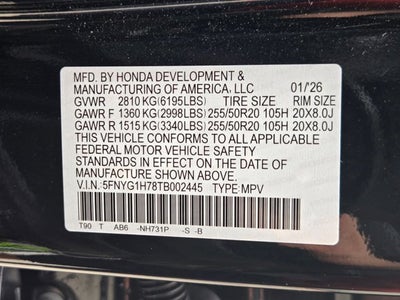 MFD. BY HONDA DEVELOPMENT &
MANUFACTURING OF AMERICA, LLC 01/'26
GVWR 2810 KG(6195LBS) TIRE SIZE RIM SIZE
GAWR F 1360 KG(2998LBS) 255/50R20 105H 20X8.0J
GAWR R 1515 KG(3340LBS) 255/50R20 105H 20X8.0J
THIS VEHICLE CONFORMS TO ALL APPLICABLE
FEDERAL MOTOR VEHICLE SAFETY
STANDARDS IN EFFECT ON THE DATE OF
MANUFACTURE SHOWN ABOVE.
V.I.N.: 5FNYG1H78TB002445 TYPE: MPV
T90 T AB6 -NH731P -S -B